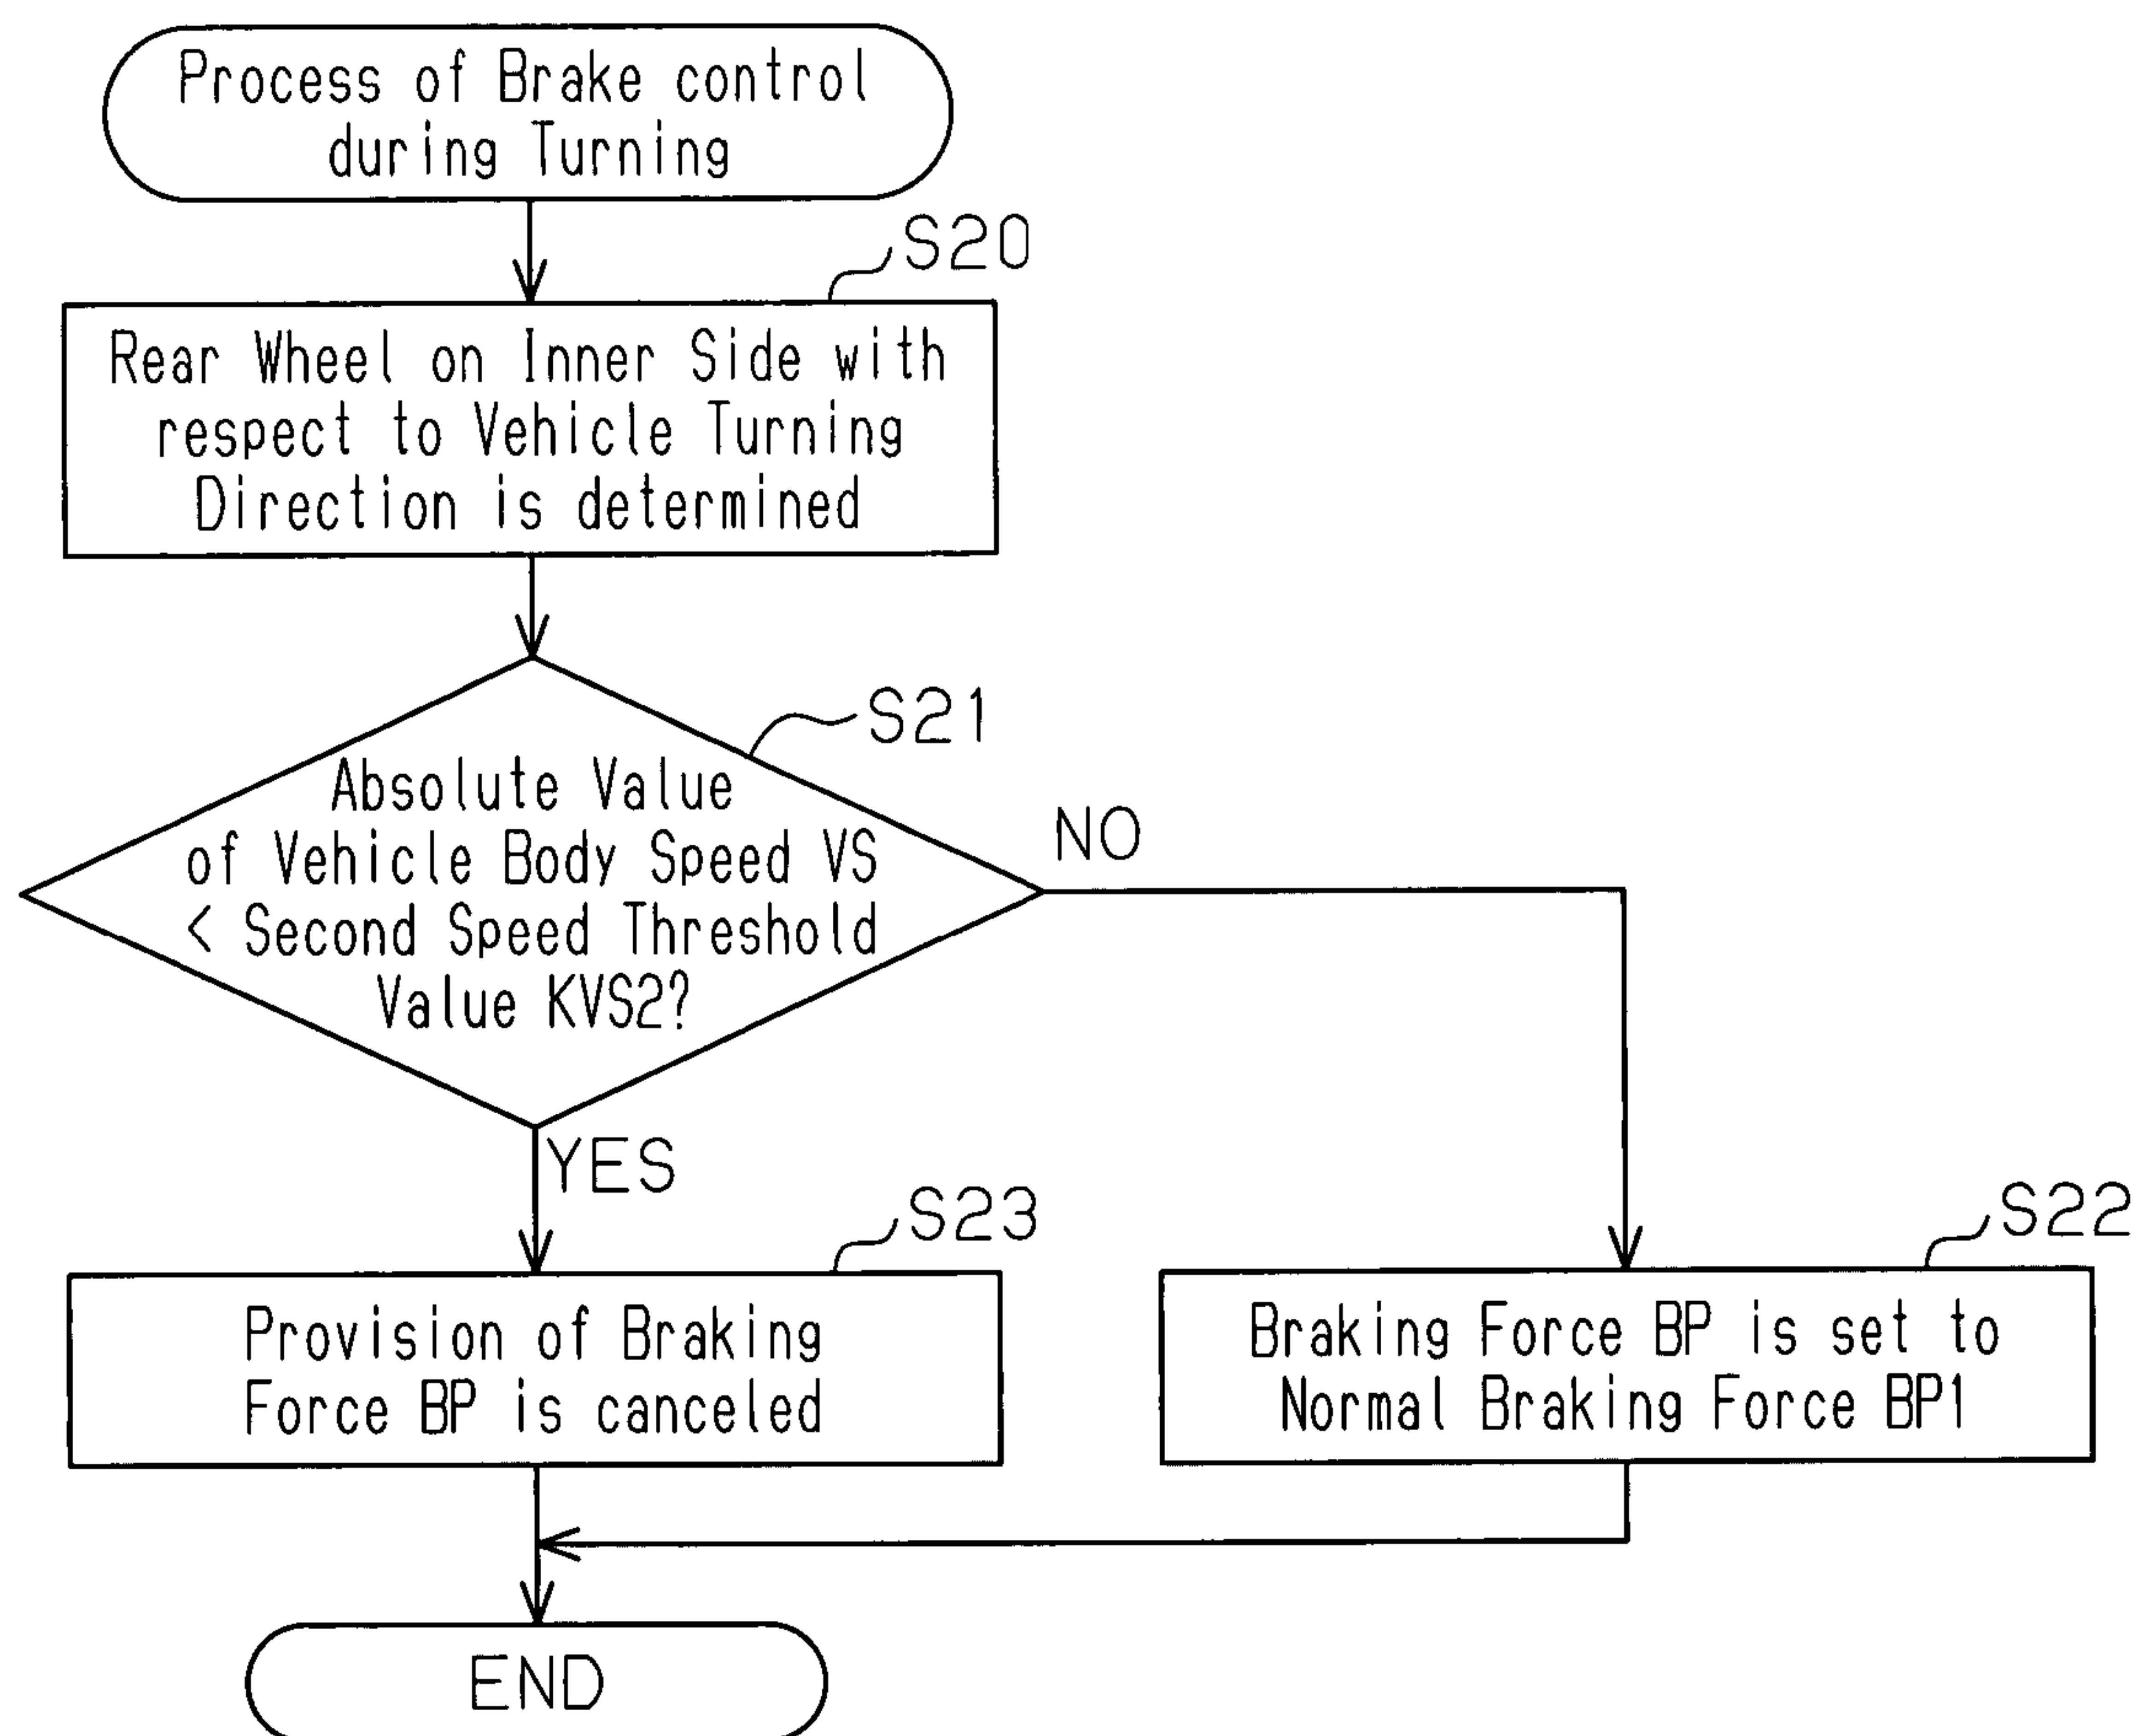 Process of Brake control
during Turning
S20
Rear Wheel on Inner Side with
respect to Vehicle Turning
Direction is determined
S21
Absolute Value
of Vehicle Body Speed VS
< Second Speed Threshold
Value KVS2?
NO
YES
S23
Provision of Braking
Force BP is canceled
S22
Braking Force BP is set to
Normal Braking Force BP1
END